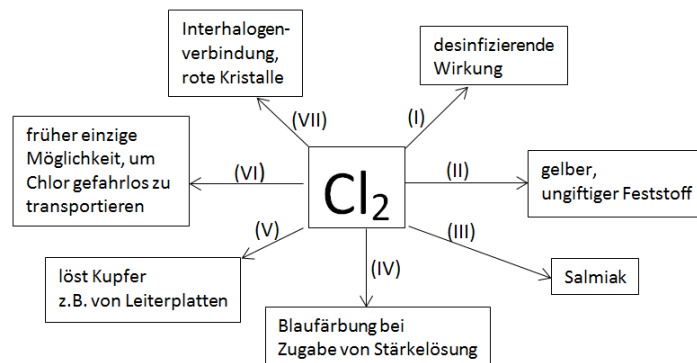 Interhalogen-
verbindung,
rote Kristalle
desinfizierende
Wirkung
(VII)
(I)
früher einzige
Möglichkeit, um
Chlor gefahrlos zu
transportieren
(VI)
Cl₂
(II)
gelber,
ungiftiger Feststoff
(V)
(III)
löst Kupfer
z.B. von Leiterplatten
(IV)
Salmiak
Blaufärbung bei
Zugabe von Stärkelösung